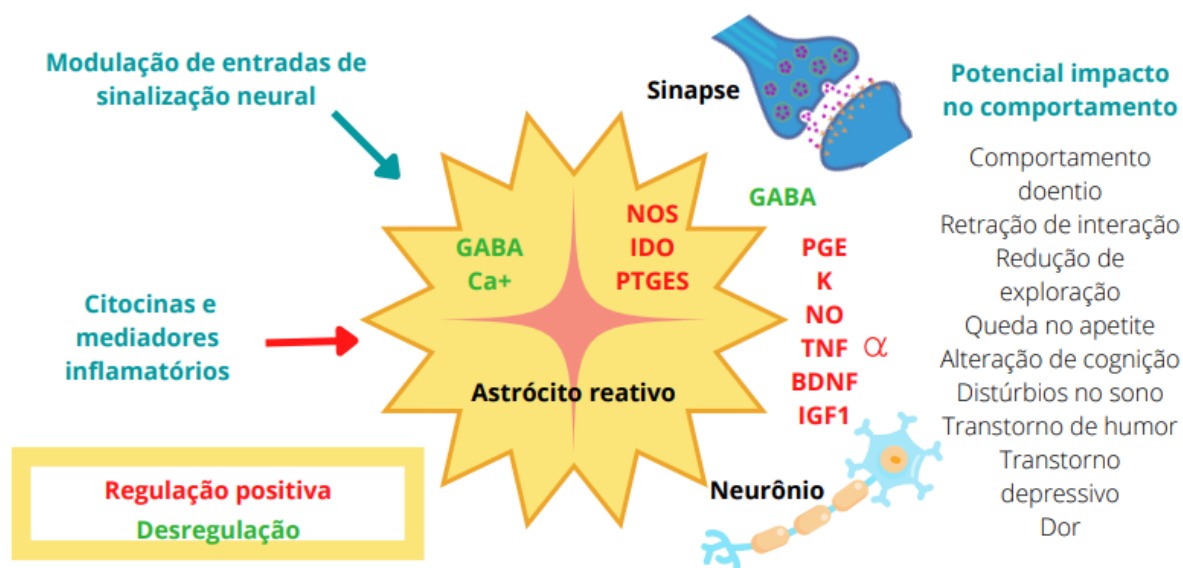 Modulação de entradas de
sinalização neural
Citocinas e
mediadores
inflamatórios
GABA
Ca+
NOS
IDO
PTGES
Astrócito reativo
Sinapse
GABA
PGE
K
NO
TNF α
BDNF
IGF1
Neurônio
Potencial impacto
no comportamento
Comportamento
doentio
Retração de interação
Redução de
exploração
Queda no apetite
Alteração de cognição
Distúrbios no sono
Transtorno de humor
Transtorno
depressivo
Dor
Regulação positiva
Desregulação